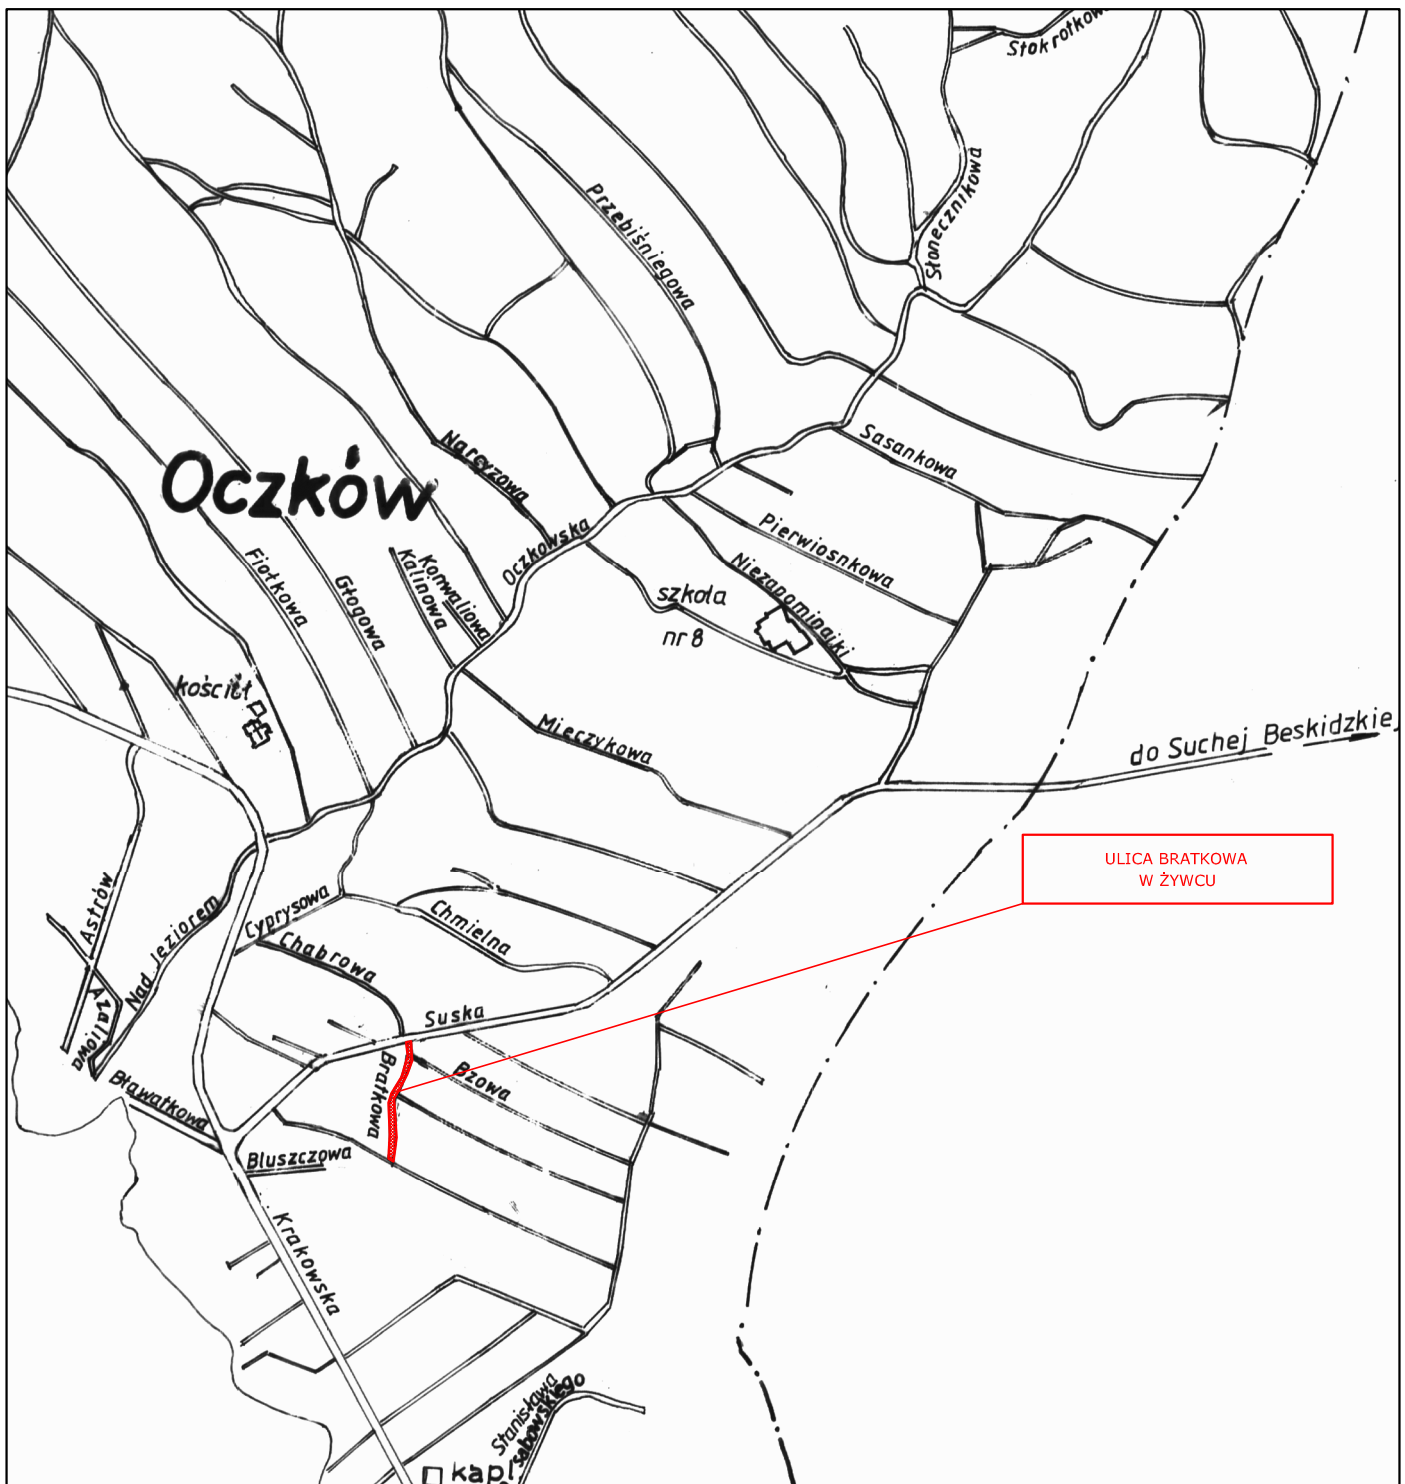 Stokrotkowa
Słonecznikowa
Przebiśniegowa
Sasankowa
Narcyzowa
Oczków
Pierwiosnkowa
Oczkowska
Niezapominajki
szkoła
nr 8
Fiołkowa
Głogowa
Kalinowa
Konwaliowa
kościół
Mieczykowa
do Suchej Beskidzkiej
ULICA BRATKOWA
W ŻYWCU
Astrów
Nad Jeziorem
Cyprysowa
Chmielna
Chabrowa
Azaliowa
Suska
Bratkowa
Bzowa
Bławatkowa
Bluszczowa
Krakowska
Stanisława
sabowskiego
kapl